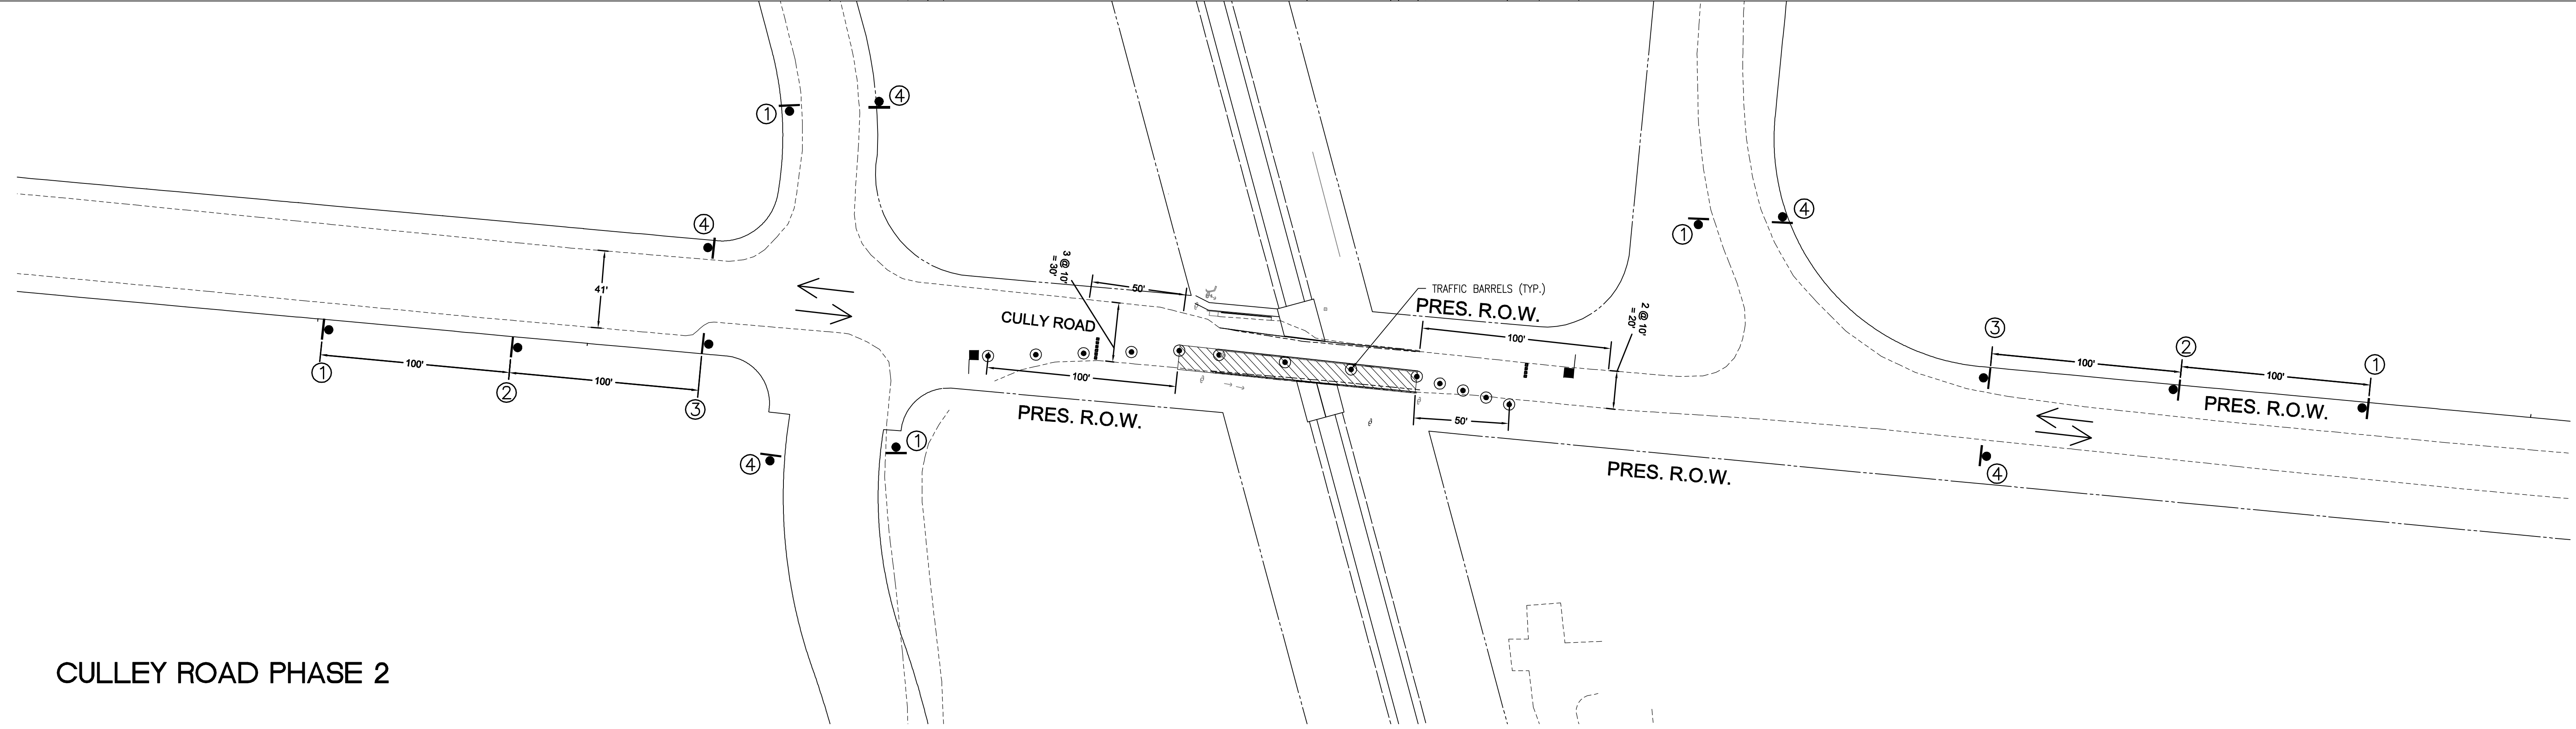 1
4
4
41'
1
100'
2
100'
3
4
1
3 @ 10'
= 30'
50'
CULLY ROAD
100'
PRES. R.O.W.
TRAFFIC BARRELS (TYP.)
PRES. R.O.W.
100'
2 @ 10'
= 20'
50'
PRES. R.O.W.
1
4
3
100'
2
100'
1
PRES. R.O.W.
4
CULLEY ROAD PHASE 2